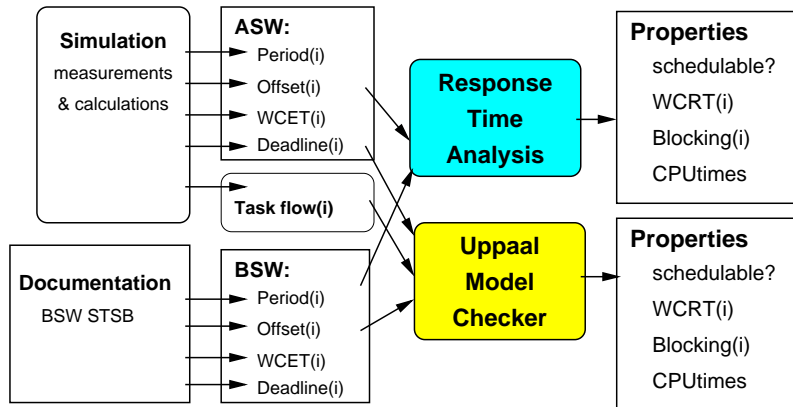 Simulation
measurements
& calculations
ASW:
Period(i)
Offset(i)
WCET(i)
Deadline(i)
Task flow(i)
Documentation
BSW STSB
BSW:
Period(i)
Offset(i)
WCET(i)
Deadline(i)
Response
Time
Analysis
Uppaal
Model
Checker
Properties
schedulable?
WCRT(i)
Blocking(i)
CPUtimes
Properties
schedulable?
WCRT(i)
Blocking(i)
CPUtimes